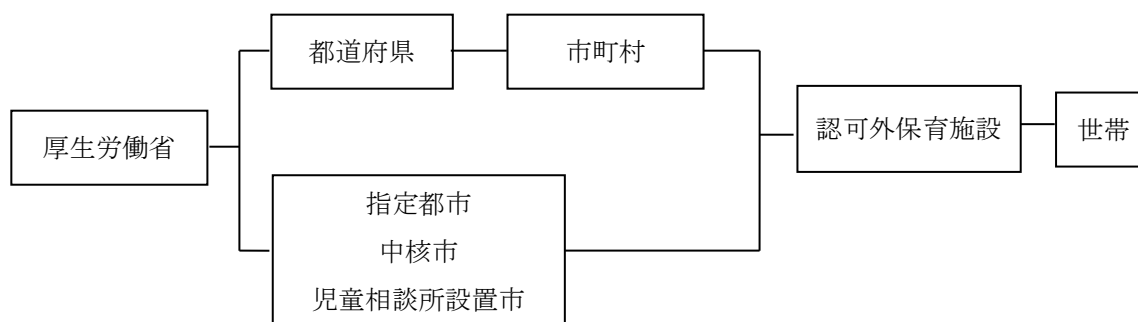 厚生労働省
都道府県
市町村
指定都市
中核市
児童相談所設置市
認可外保育施設
世帯